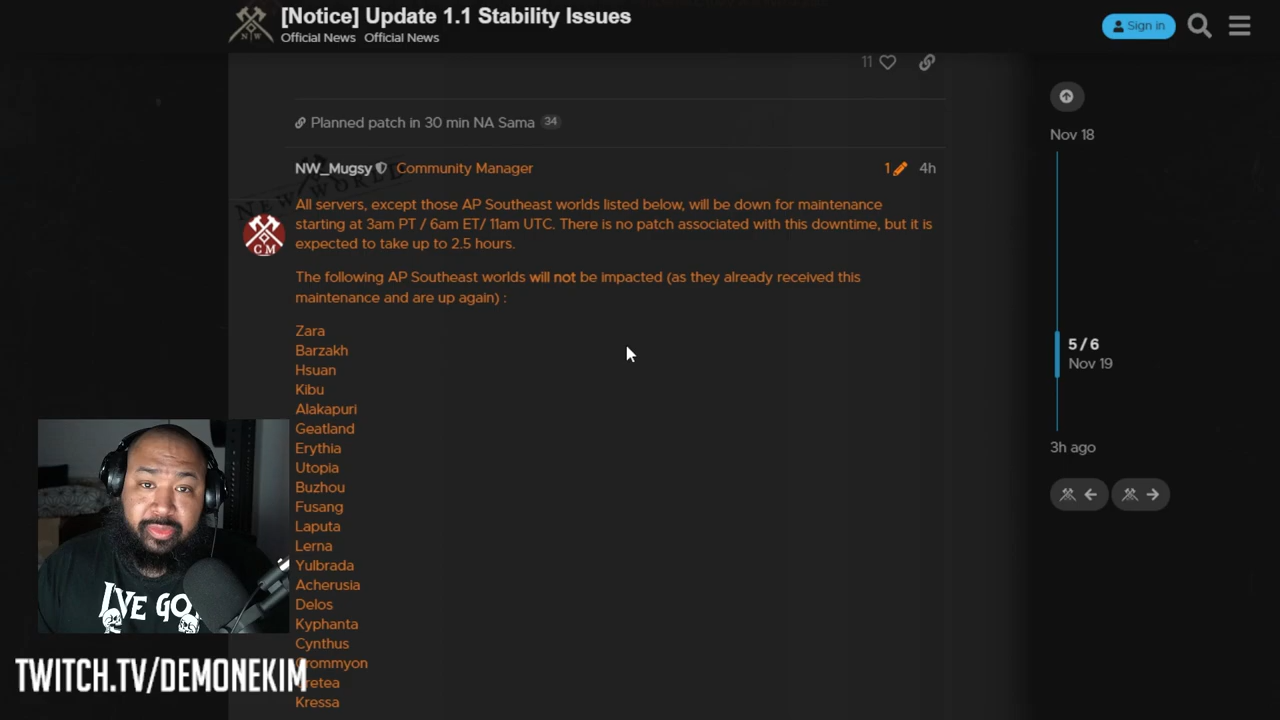 [Notice] Update 1.1 Stability Issues
Official News Official News
Sign in
11
Planned patch in 30 min NA Sama 34
NW_Mugsy Community Manager 1 4h
All servers, except those AP Southeast worlds listed below, will be down for maintenance
starting at 3am PT / 6am ET/ 11am UTC. There is no patch associated with this downtime, but it is
expected to take up to 2.5 hours.
The following AP Southeast worlds will not be impacted (as they already received this
maintenance and are up again) :
Zara
Barzakh
Hsuan
Kibu
Alakapuri
Geatland
Erythia
Utopia
Buzhou
Fusang
Laputa
Lerna
Yulbrada
Acherusia
Delos
Kyphanta
Cynthus
Crommyon
Kressa
Nov 18
5 / 6
Nov 19
3h ago
CM
NEW WORLD
I'VE GO
TWITCH.TV/DEMONEKIM